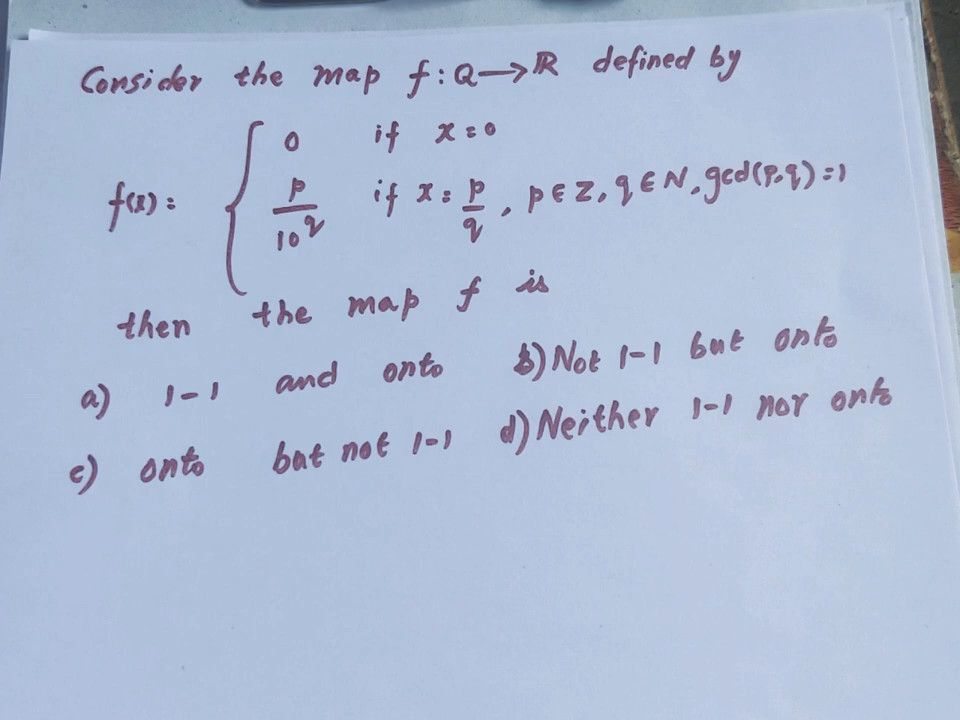 Consider the map f : Q → IR defined by
f(x) = { 0 if x = 0
p/10^q if x = p/q , p ∈ Z, q ∈ N, gcd(p,q) = 1
then the map f is
a) 1-1 and onto b) Not 1-1 but onto
c) onto but not 1-1 d) Neither 1-1 nor onto